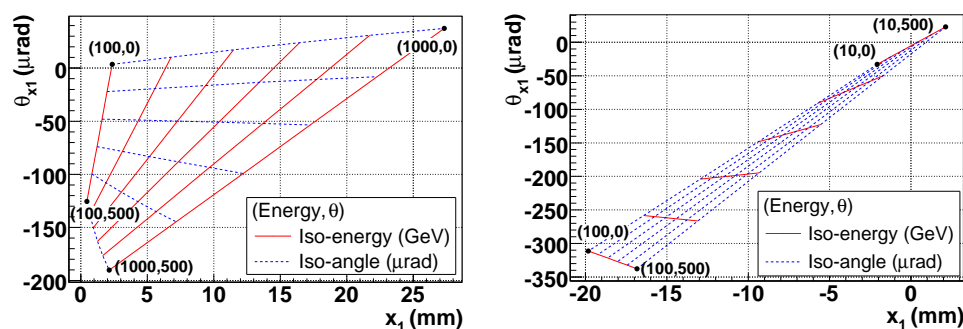 θx1 (μrad)
0
-50
-100
-150
-200
(100,0)
(1000,0)
(100,500)
(1000,500)
(Energy, θ)
Iso-energy (GeV)
Iso-angle (μrad)
0 5 10 15 20 25
x1 (mm)
θx1 (μrad)
0
-50
-100
-150
-200
-250
-300
-350
(10,500)
(10,0)
(100,0)
(100,500)
(Energy, θ)
Iso-energy (GeV)
Iso-angle (μrad)
-20 -15 -10 -5 0
x1 (mm)